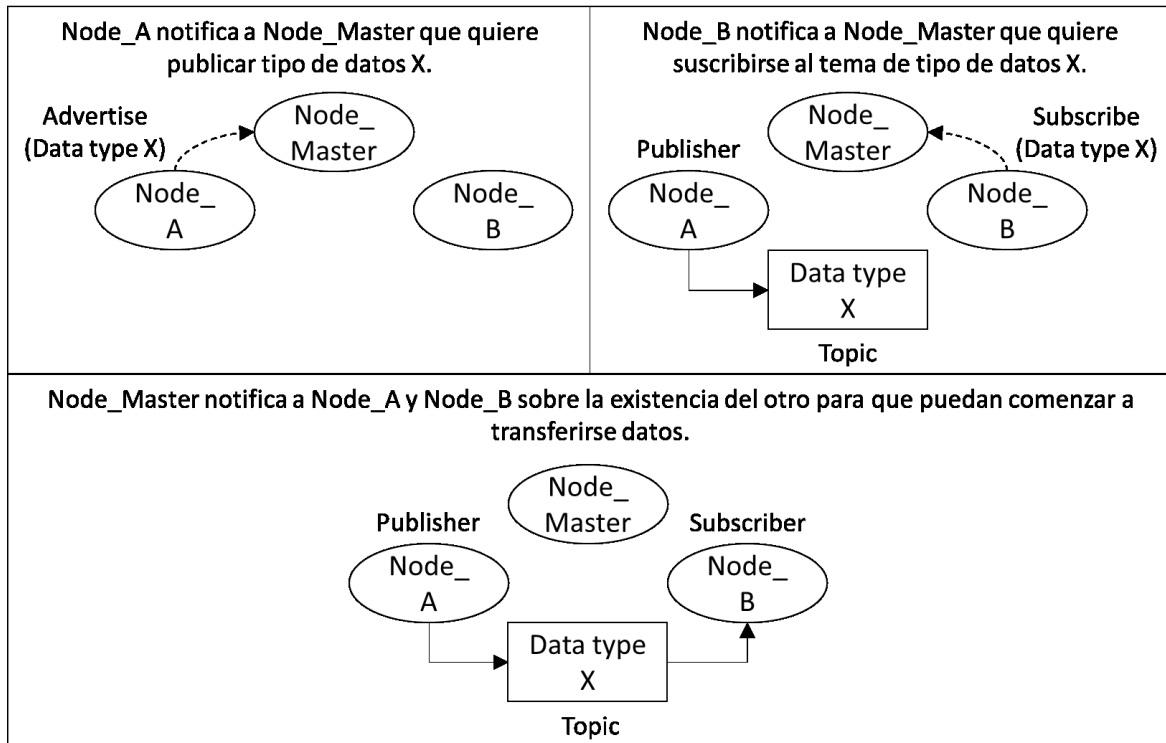 Node_A notifica a Node_Master que quiere
publicar tipo de datos X.
Advertise
(Data type X)
Node_
Master
Node_
A
Node_
B
Node_B notifica a Node_Master que quiere
suscribirse al tema de tipo de datos X.
Publisher
Node_
Master
Subscribe
(Data type X)
Node_
A
Node_
B
Data type
X
Topic
Node_Master notifica a Node_A y Node_B sobre la existencia del otro para que puedan comenzar a
transferirse datos.
Node_
Master
Publisher
Subscriber
Node_
A
Node_
B
Data type
X
Topic